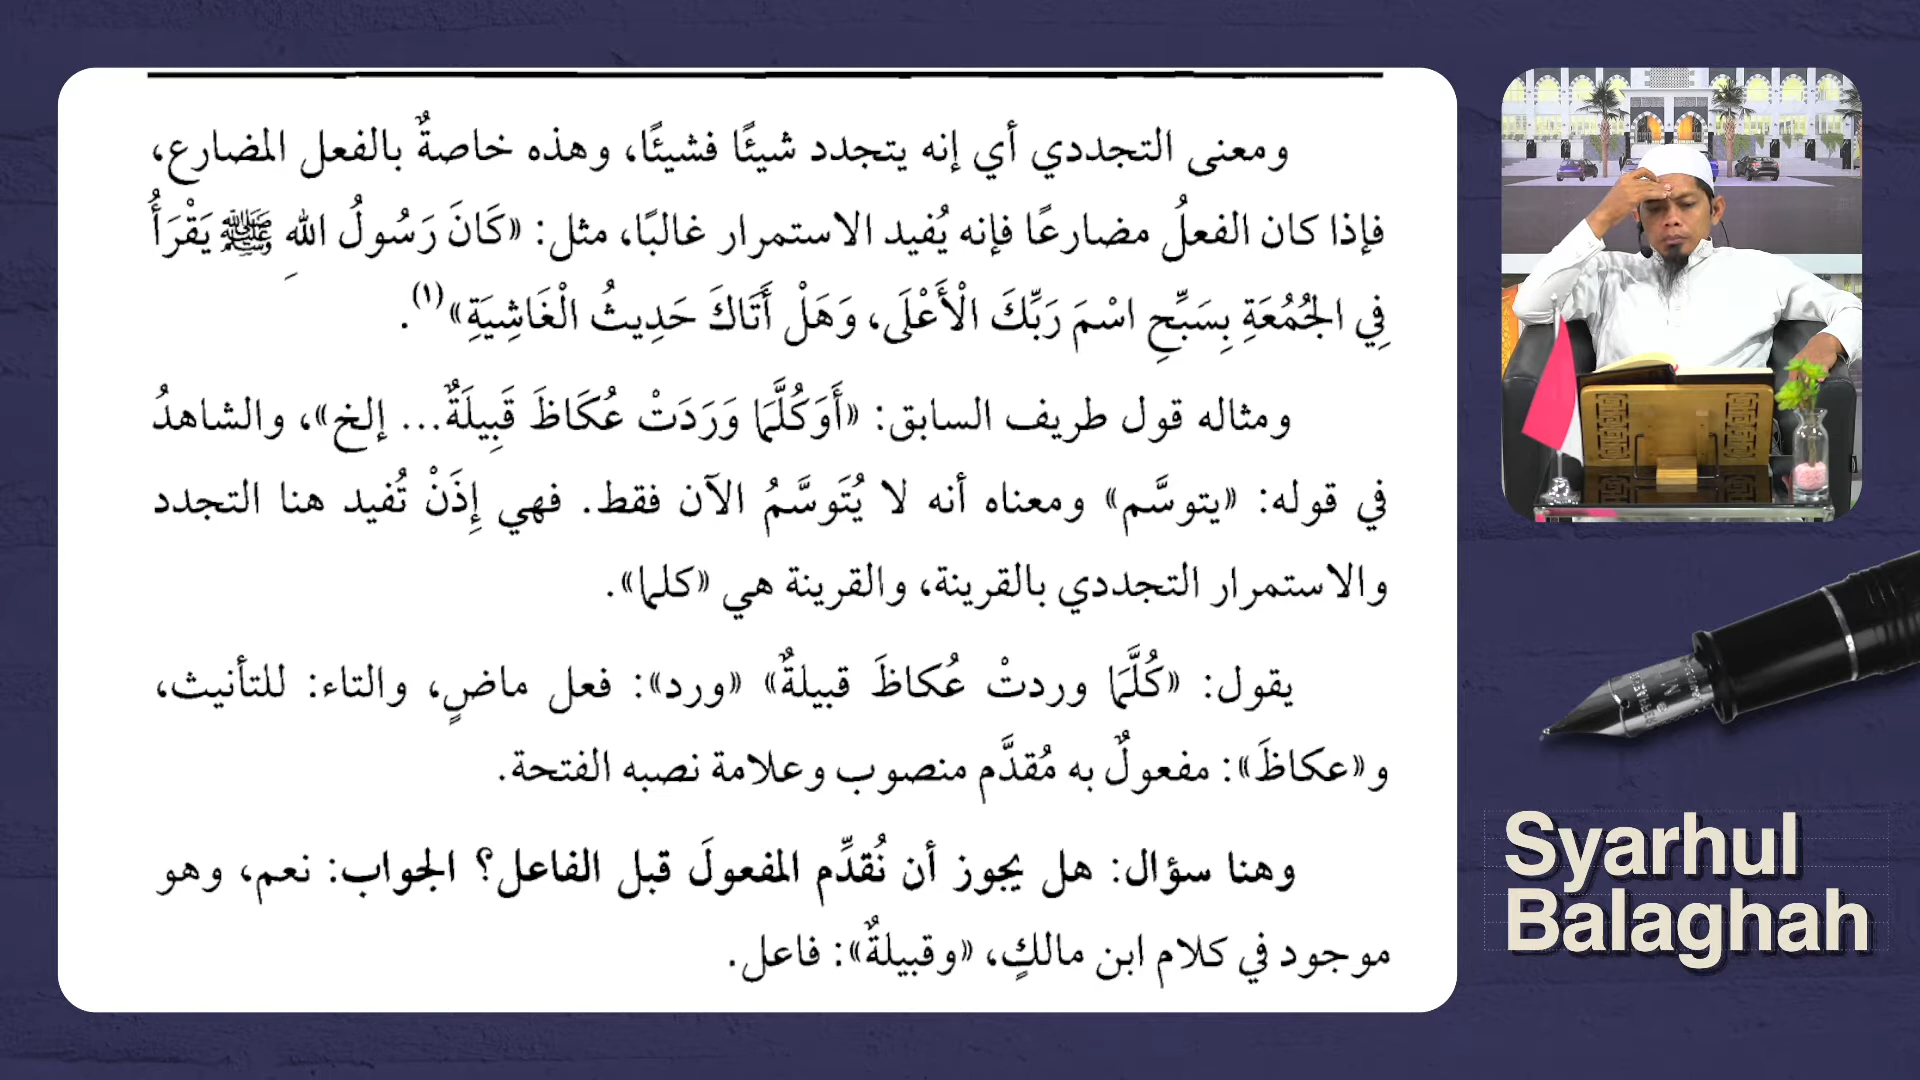 ومعنى التجددي أي إنه يتجدد شيئًا فشيئًا، وهذه خاصةٌ بالفعل المضارع،
فإذا كان الفعلُ مضارعًا فإنه يُفيد الاستمرار غالبًا، مثل: «كَانَ رَسُولُ اللهِ ﷺ يَقْرَأُ
فِي الْجُمُعَةِ بِسَبِّحِ اسْمَ رَبِّكَ الْأَعْلَى، وَهَلْ أَتَاكَ حَدِيثُ الْغَاشِيَةِ»(١).
ومثاله قول طريف السابق: «أَوَكُلَّمَا وَرَدَتْ عُكَاظَ قَبِيلَةٌ... إلخ»، والشاهدُ
في قوله: «يتوسَّم» ومعناه أنه لا يُتَوسَّمُ الآن فقط. فهي إِذَنْ تُفيد هنا التجدد
والاستمرار التجددي بالقرينة، والقرينة هي «كلما».
يقول: «كُلَّمَا وردتْ عُكاظَ قبيلةٌ» «ورد»: فعل ماضٍ، والتاء: للتأنيث،
و«عكاظَ»: مفعولٌ به مُقدَّم منصوب وعلامة نصبه الفتحة.
وهنا سؤال: هل يجوز أن نُقدِّم المفعولَ قبل الفاعل؟ الجواب: نعم، وهو
موجود في كلام ابن مالكٍ، «وقبيلةٌ»: فاعل.
Syarhul
Balaghah